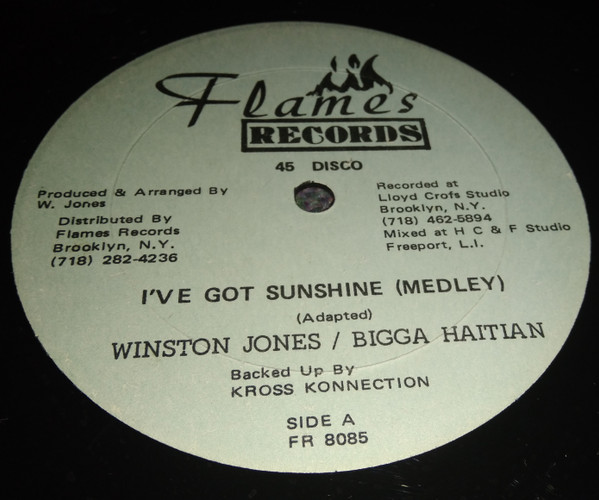 Flames
RECORDS
45 DISCO
Produced & Arranged By
W. Jones
Distributed By
Flames Records
Brooklyn, N.Y.
(718) 282-4236
Recorded at
Lloyd Crofs Studio
Brooklyn, N.Y.
(718) 462-5894
Mixed at H C & F Studio
Freeport, L.I.
I'VE GOT SUNSHINE (MEDLEY)
(Adapted)
WINSTON JONES / BIGGA HAITIAN
Backed Up By
KROSS KONNECTION
SIDE A
FR 8085